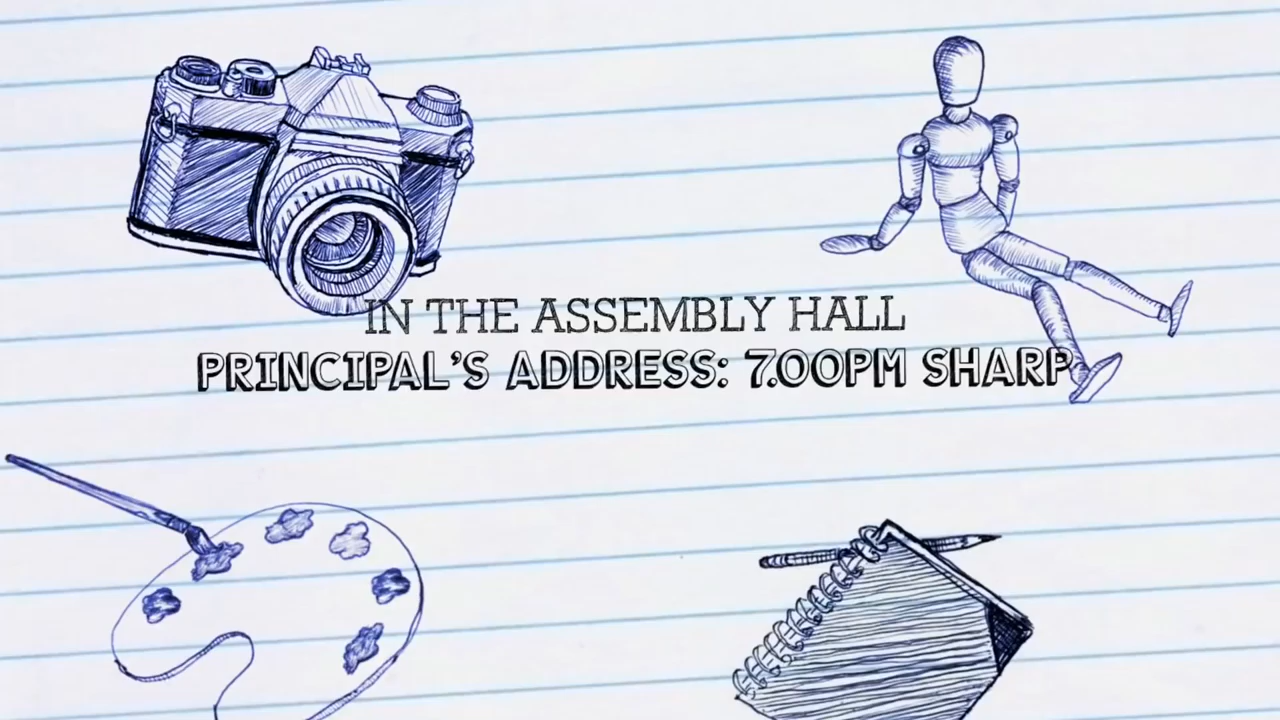 IN THE ASSEMBLY HALL
PRINCIPAL'S ADDRESS: 7.00PM SHARP